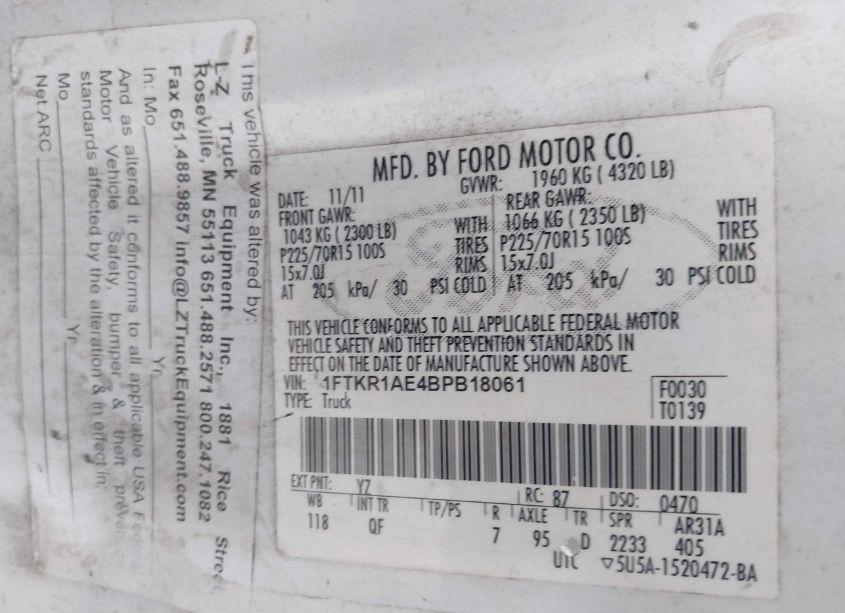 This vehicle was altered by:
L-Z Truck Equipment Inc., 1881 Rice Street
Roseville, MN 55113 651.488.2571 800.247.1082
Fax 651.488.9857 info@LZTruckEquipment.com
In: Mo Yr
And as altered it conforms to all applicable USA
Motor Vehicle Safety, bumper & theft
standards affected by the alteration & in effect in:
Mo Yr
Net ARC
MFD. BY FORD MOTOR CO.
DATE: 11/11 GVWR: 1960 KG ( 4320 LB)
FRONT GAWR: REAR GAWR:
1043 KG ( 2300 LB) WITH 1066 KG ( 2350 LB) WITH
P225/70R15 100S TIRES P225/70R15 100S TIRES
15x7.0J RIMS 15x7.0J RIMS
AT 205 kPa/ 30 PSI COLD AT 205 kPa/ 30 PSI COLD
THIS VEHICLE CONFORMS TO ALL APPLICABLE FEDERAL MOTOR
VEHICLE SAFETY AND THEFT PREVENTION STANDARDS IN
EFFECT ON THE DATE OF MANUFACTURE SHOWN ABOVE.
VIN: 1FTKR1AE4BPB18061 F0030
TYPE: Truck T0139
EXT PNT: YZ RC: 87 DSO: 0470
WB INT TR TP/PS R AXLE TR SPR AR31A
118 QF 7 95 D 2233 405
UTC ▽5U5A-1520472-BA